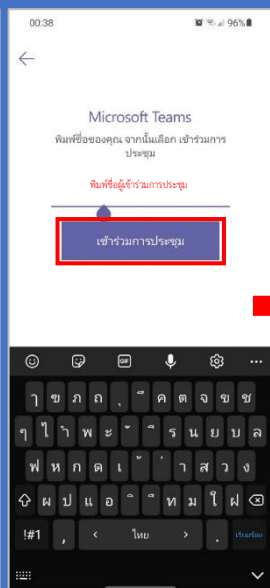 00:38
96%
Microsoft Teams
พิมพ์ชื่อของคุณ จากนั้นเลือก เข้าร่วมการ
ประชุม
พิมพ์ชื่อผู้เข้าร่วมการประชุม
เข้าร่วมการประชุม
GIF
ๅ ข ภ ถ ุ ึ ค ต จ ข ช
ๆ ไ ำ พ ะ ั ี ร น ย บ ล
ฟ ห ก ด เ ้ ่ า ส ว ง
ผ ป แ อ ิ ื ท ม ใ ฝ
!#1 , < ไทย > . เรียบร้อย